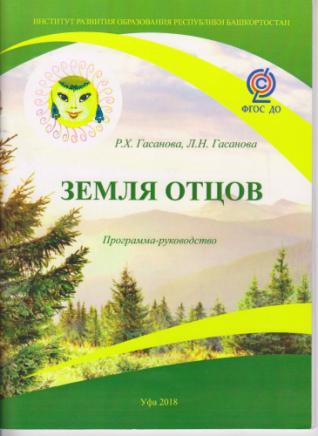 ИНСТИТУТ РАЗВИТИЯ ОБРАЗОВАНИЯ РЕСПУБЛИКИ БАШКОРТОСТАН
ФГОС ДО
Р.Х. Гасанова, Л.Н. Гасанова
ЗЕМЛЯ ОТЦОВ
Программа-руководство
Уфа 2018